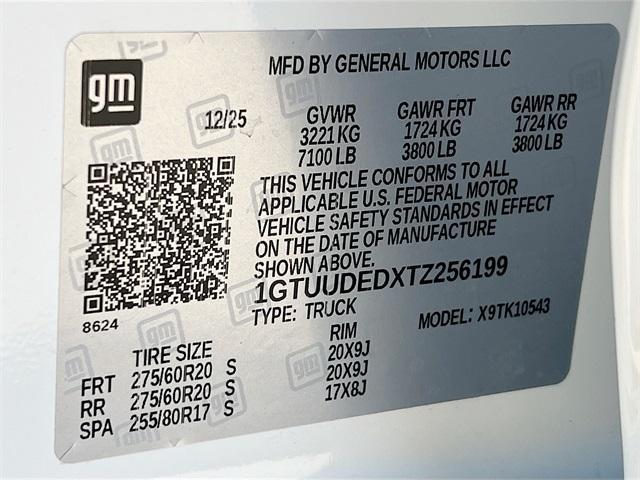 gm
MFD BY GENERAL MOTORS LLC
12/25
GVWR GAWR FRT GAWR RR
3221 KG 1724 KG 1724 KG
7100 LB 3800 LB 3800 LB
THIS VEHICLE CONFORMS TO ALL
APPLICABLE U.S. FEDERAL MOTOR
VEHICLE SAFETY STANDARDS IN EFFECT
ON THE DATE OF MANUFACTURE
SHOWN ABOVE.
1GTUUDEDXTZ256199
TYPE: TRUCK MODEL: X9TK10543
8624
TIRE SIZE RIM
FRT 275/60R20 S 20X9J
RR 275/60R20 S 20X9J
SPA 255/80R17 S 17X8J